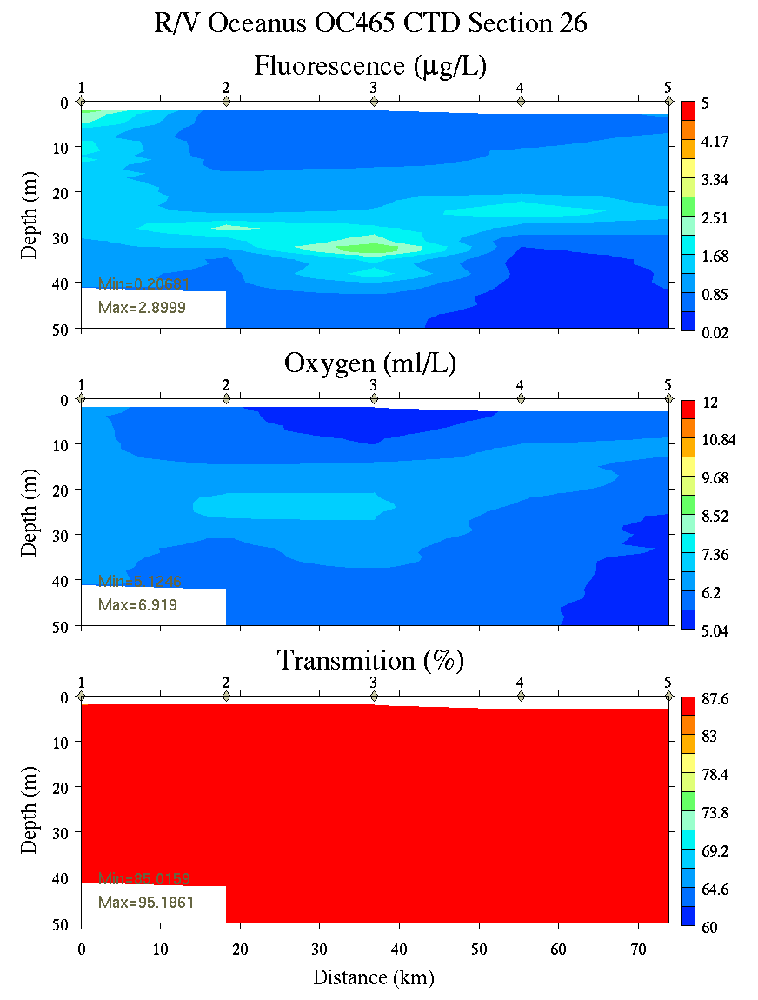 R/V Oceanus OC465 CTD Section 26
Fluorescence (μg/L)
1 2 3 4 5
0
10
20
30
40
50
Depth (m)
Min=0.20681
Max=2.8999
5
4.17
3.34
2.51
1.68
0.85
0.02
Oxygen (ml/L)
1 2 3 4 5
0
10
20
30
40
50
Depth (m)
Min=5.1246
Max=6.919
12
10.84
9.68
8.52
7.36
6.2
5.04
Transmition (%)
1 2 3 4 5
0
10
20
30
40
50
Depth (m)
Min=85.0159
Max=95.1861
87.6
83
78.4
73.8
69.2
64.6
60
0 10 20 30 40 50 60 70
Distance (km)